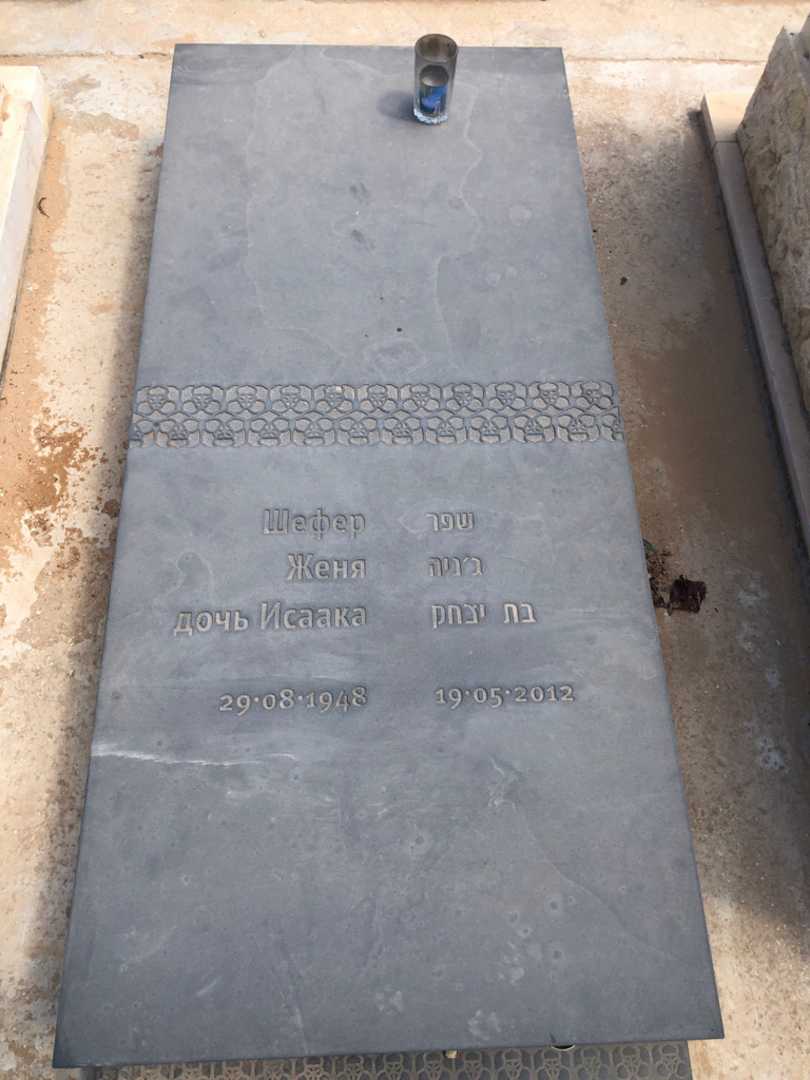 Шефер
Женя
дочь Исаака
שפר
ג'ניה
בת יצחק
29·08·1948
19·05·2012